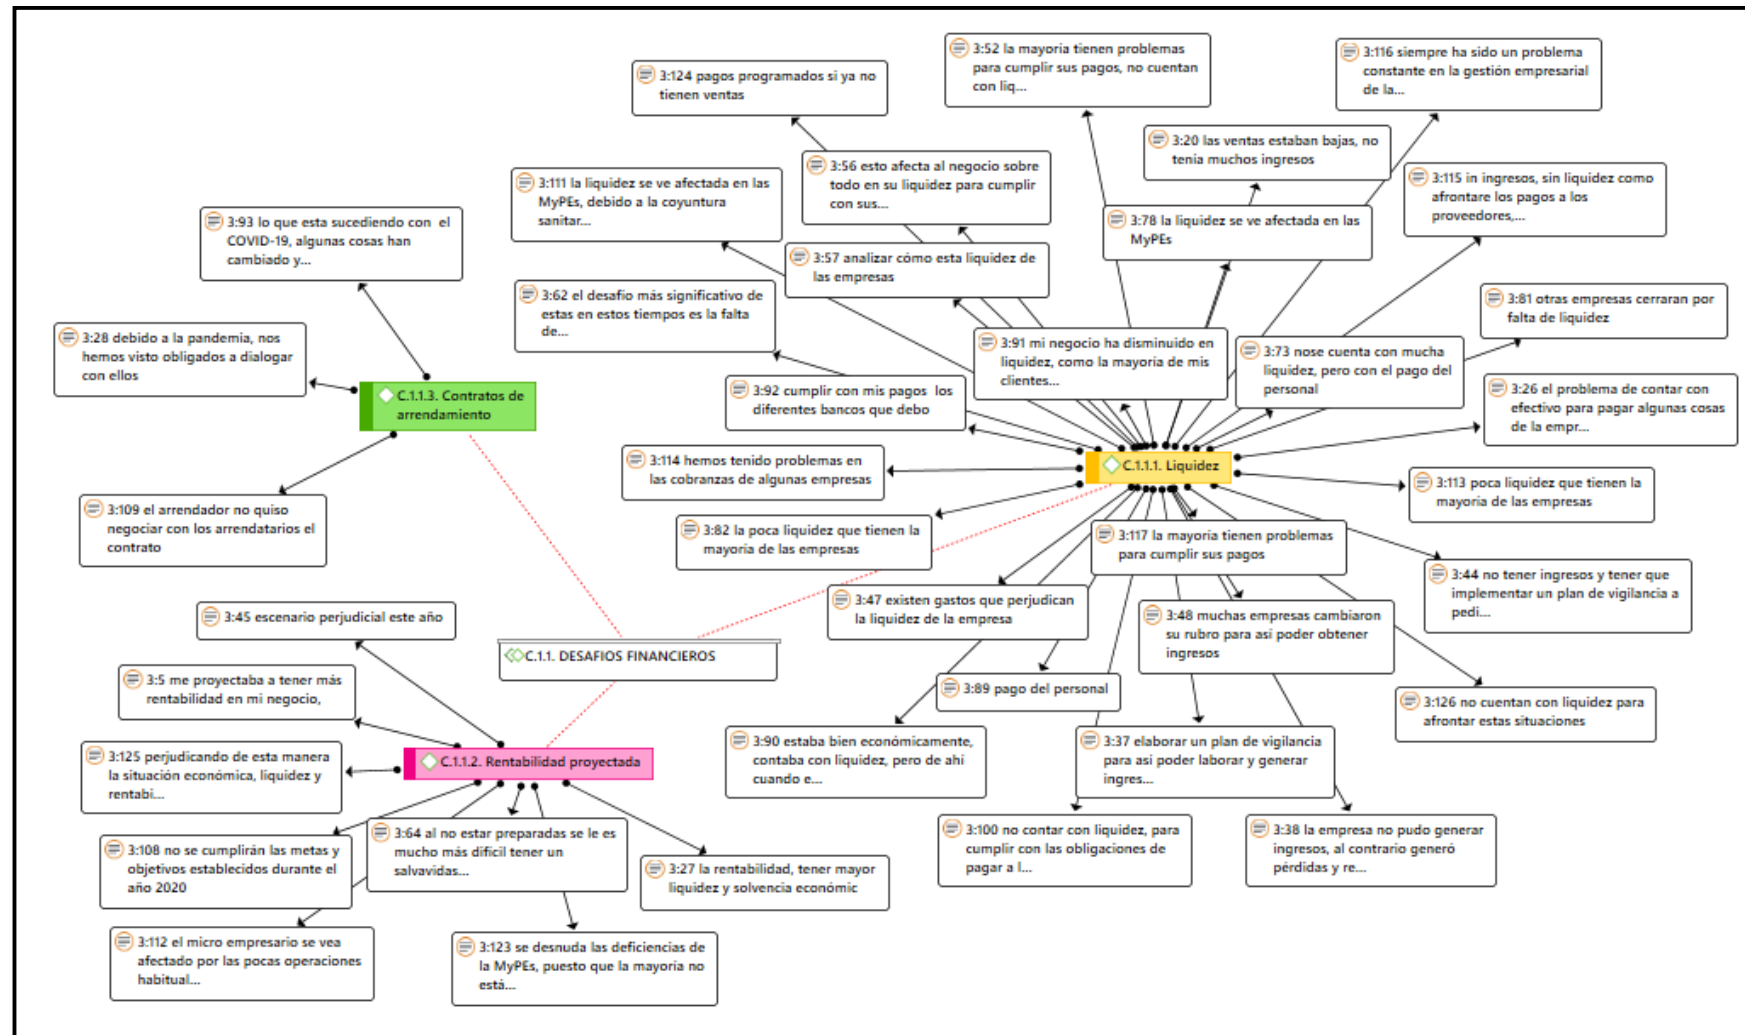 3:52 la mayoria tienen problemas
para cumplir sus pagos, no cuentan
con liq...
3:116 siempre ha sido un problema
constante en la gestión empresarial
de la...
3:124 pagos programados si ya no
tienen ventas
3:20 las ventas estaban bajas, no
tenia muchos ingresos
3:56 esto afecta al negocio sobre
todo en su liquidez para cumplir
con sus...
3:115 in ingresos, sin liquidez como
afrontare los pagos a los
proveedores,...
3:111 la liquidez se ve afectada en las
MyPEs, debido a la coyuntura
sanitar...
3:93 lo que esta sucediendo con el
COVID-19, algunas cosas han
cambiado y...
3:78 la liquidez se ve afectada en las
MyPEs
3:57 analizar cómo esta liquidez de
las empresas
3:62 el desafío más significativo de
estas en estos tiempos es la falta
de...
3:81 otras empresas cerraran por
falta de liquidez
3:28 debido a la pandemia, nos
hemos visto obligados a dialogar
con ellos
3:91 mi negocio ha disminuido en
liquidez, como la mayoría de mis
clientes...
3:73 nose cuenta con mucha
liquidez, pero con el pago del
personal
3:92 cumplir con mis pagos los
diferentes bancos que debo
3:26 el problema de contar con
efectivo para pagar algunas cosas
de la empr...
C.1.1.3. Contratos de
arrendamiento
3:114 hemos tenido problemas en
las cobranzas de algunas empresas
C.1.1.1. Liquidez
3:113 poca liquidez que tienen la
mayoría de las empresas
3:109 el arrendador no quiso
negociar con los arrendatarios el
contrato
3:82 la poca liquidez que tienen la
mayoría de las empresas
3:117 la mayoría tienen problemas
para cumplir sus pagos
3:44 no tener ingresos y tener que
implementar un plan de vigilancia a
pedi...
3:47 existen gastos que perjudican
la liquidez de la empresa
3:48 muchas empresas cambiaron
su rubro para así poder obtener
ingresos
3:45 escenario perjudicial este año
C.1.1. DESAFIOS FINANCIEROS
3:5 me proyectaba a tener más
rentabilidad en mi negocio,
3:89 pago del personal
3:126 no cuentan con liquidez para
afrontar estas situaciones
3:125 perjudicando de esta manera
la situación económica, liquidez y
rentabi...
C.1.1.2. Rentabilidad proyectada
3:90 estaba bien económicamente,
contaba con liquidez, pero de ahí
cuando e...
3:37 elaborar un plan de vigilancia
para así poder laborar y generar
ingres...
3:108 no se cumplirán las metas y
objetivos establecidos durante el
año 2020
3:64 al no estar preparadas se le es
mucho más difícil tener un
salvavidas...
3:27 la rentabilidad, tener mayor
liquidez y solvencia económic
3:100 no contar con liquidez, para
cumplir con las obligaciones de
pagar a l...
3:38 la empresa no pudo generar
ingresos, al contrario generó
pérdidas y re...
3:112 el micro empresario se vea
afectado por las pocas operaciones
habitual...
3:123 se desnuda las deficiencias de
la MyPEs, puesto que la mayoría no
está...